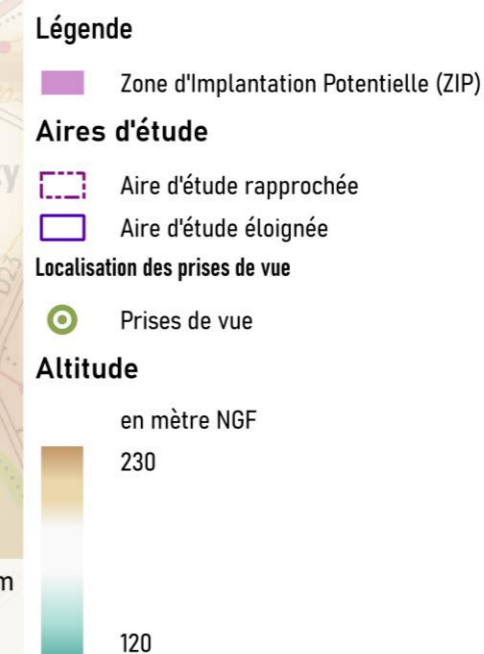 Légende
Zone d'Implantation Potentielle (ZIP)
Aires d'étude
Aire d'étude rapprochée
Aire d'étude éloignée
Localisation des prises de vue
Prises de vue
Altitude
en mètre NGF
230
m
120